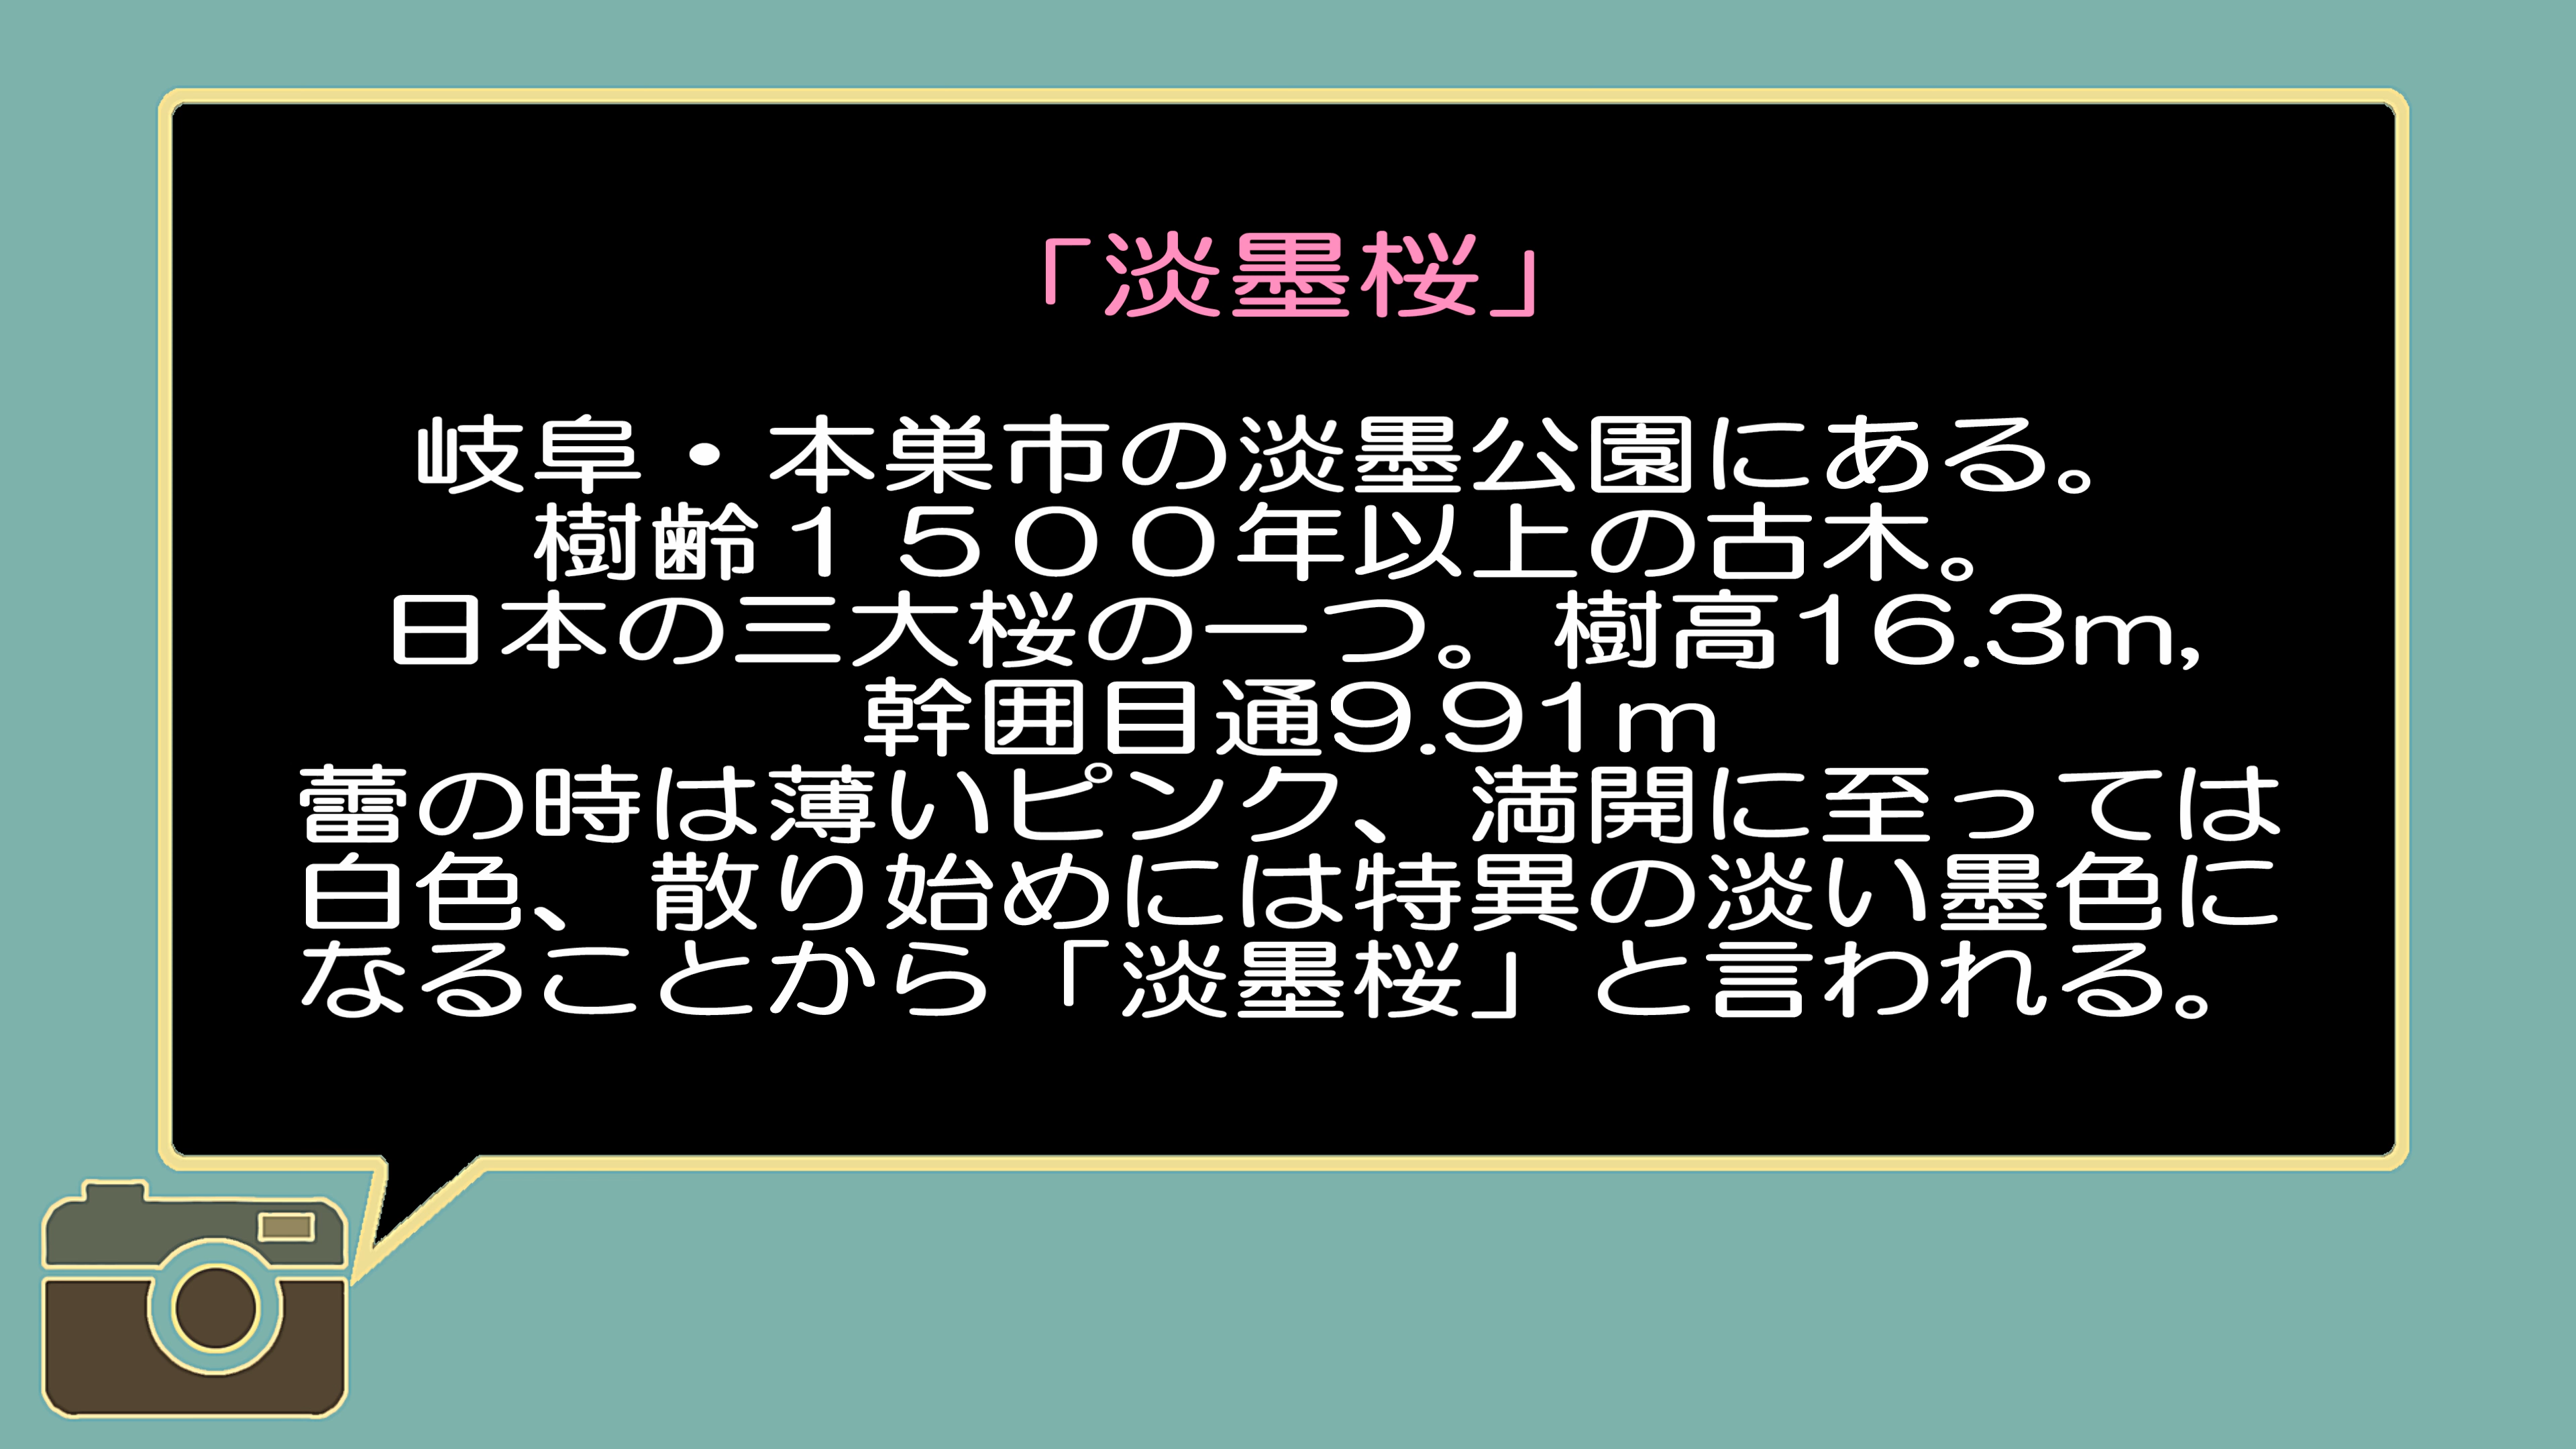 「淡墨桜」
岐阜・本巣市の淡墨公園にある。
樹齢１５００年以上の古木。
日本の三大桜の一つ。樹高16.3m,
幹囲目通9.91m
蕾の時は薄いピンク、満開に至っては
白色、散り始めには特異の淡い墨色に
なることから「淡墨桜」と言われる。